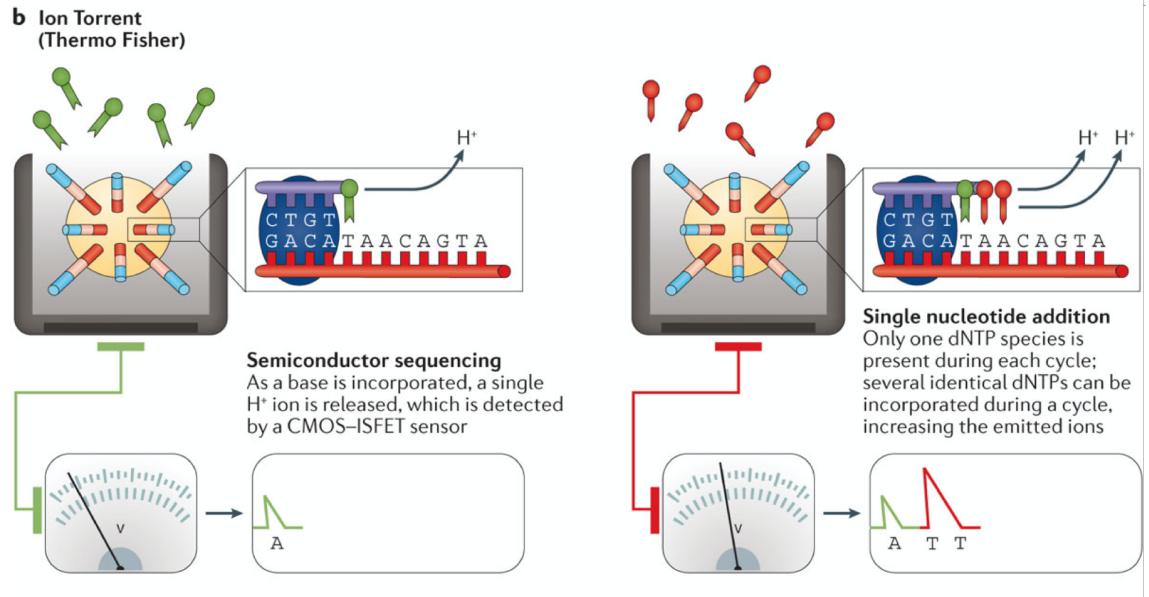 b Ion Torrent
(Thermo Fisher)
H⁺
C T G T
G A C A T A A C A G T A
Semiconductor sequencing
As a base is incorporated, a single
H⁺ ion is released, which is detected
by a CMOS–ISFET sensor
V
A
H⁺ H⁺
C T G T
G A C A T A A C A G T A
Single nucleotide addition
Only one dNTP species is
present during each cycle;
several identical dNTPs can be
incorporated during a cycle,
increasing the emitted ions
V
A T T